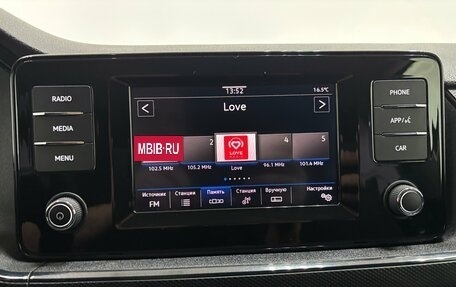 13:52
16.5°C
RADIO
MEDIA
MENU
PHONE
APP/
CAR
<
Love
>
MBIB·RU
2
4
5
LOVE
102.5 MHz
105.2 MHz
Love
96.1 MHz
101.4 MHz
Источник
Станции
Память
Станция
Вручную
Настройки
FM